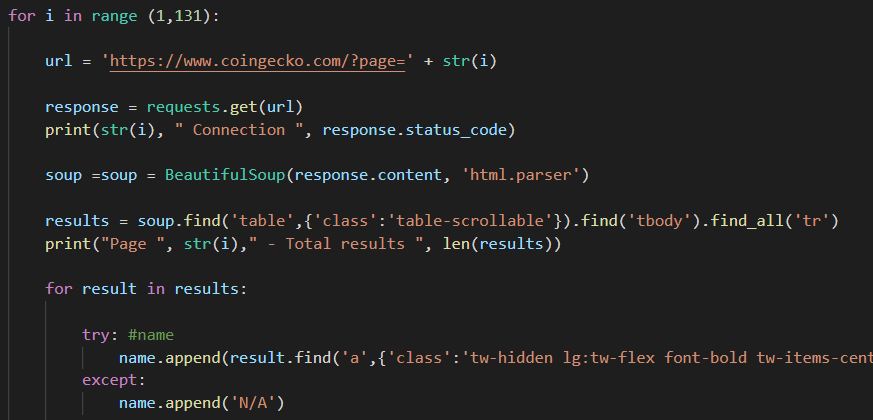 for i in range (1,131):
url = 'https://www.coingecko.com/?page=' + str(i)
response = requests.get(url)
print(str(i), " Connection ", response.status_code)
soup =soup = BeautifulSoup(response.content, 'html.parser')
results = soup.find('table',{'class':'table-scrollable'}).find('tbody').find_all('tr')
print("Page ", str(i)," - Total results ", len(results))
for result in results:
try: #name
name.append(result.find('a',{'class':'tw-hidden lg:tw-flex font-bold tw-items-cent
except:
name.append('N/A')